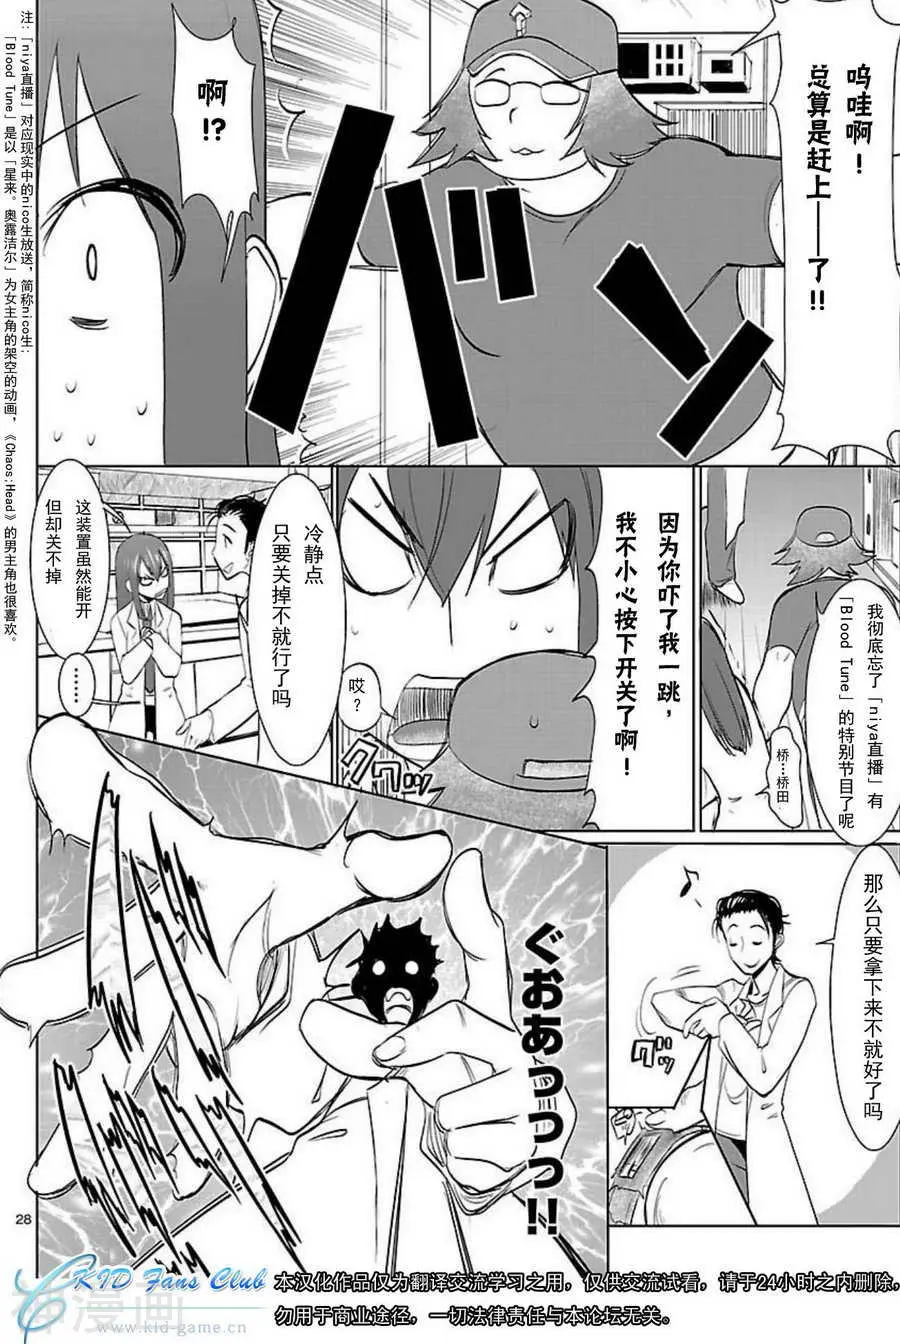 呜哇啊！
总算是赶上——了!!
啊!?
バンッ
我彻底忘了「niya直播」有
「Blood Tune」的特别节目了呢
桥…桥田
因为你吓了我一跳，
我不小心按下开关了啊！
哎？
グググッ
冷静点
只要关掉不就行了吗
这装置虽然能开
但却关不掉
……
那么只要拿下来不就好了吗
グッ
ぐおあっっっ!!
注：「niya直播」对应现实中的nico生放送，简称nico生；
「Blood Tune」是以「星来。奥露洁尔」为女主角的架空的动画，《Chaos;Head》的男主角也很喜欢。
28
KID Fans Club
www.kid-game.cn
本汉化作品仅为翻译交流学习之用，仅供交流试看，请于24小时之内删除，
勿用于商业途径，一切法律责任与本论坛无关。